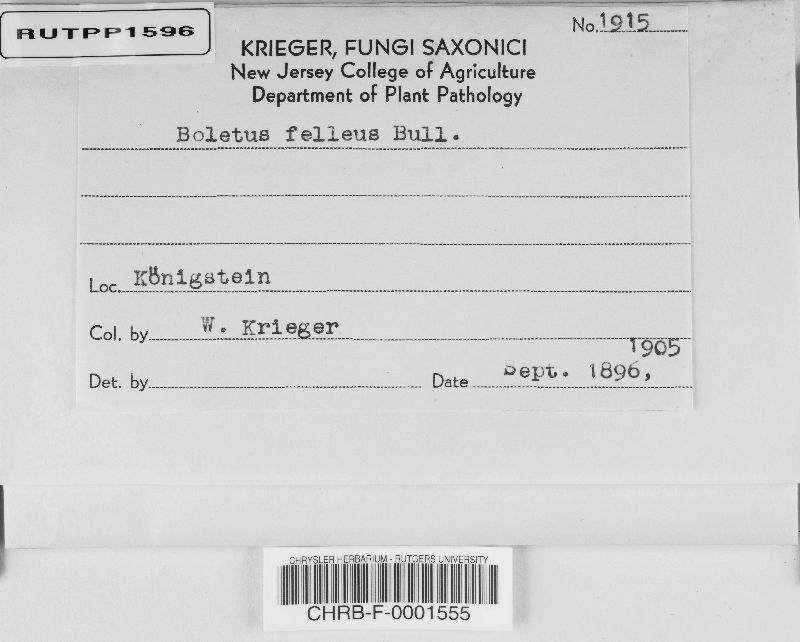 RUTPP1596
No. 1915
KRIEGER, FUNGI SAXONICI
New Jersey College of Agriculture
Department of Plant Pathology
Boletus felleus Bull.
Loc. Königstein
Col. by W. Krieger
1905
Det. by Date Sept. 1896,
CHRYSLER HERBARIUM - RUTGERS UNIVERSITY
CHRB-F-0001555